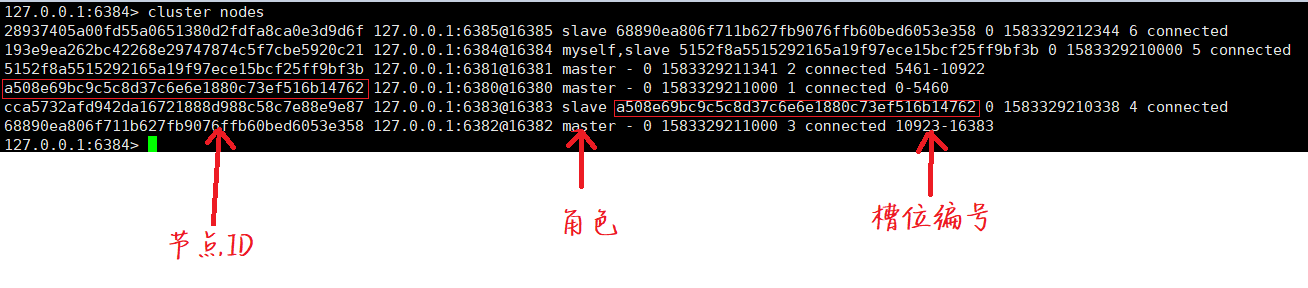 127.0.0.1:6384> cluster nodes
28937405a00fd55a0651380d2fdfa8ca0e3d9d6f 127.0.0.1:6385@16385 slave 68890ea806f711b627fb9076ffb60bed6053e358 0 1583329212344 6 connected
193e9ea262bc42268e29747874c5f7cbe5920c21 127.0.0.1:6384@16384 myself,slave 5152f8a5515292165a19f97ece15bcf25ff9bf3b 0 1583329210000 5 connected
5152f8a5515292165a19f97ece15bcf25ff9bf3b 127.0.0.1:6381@16381 master - 0 1583329211341 2 connected 5461-10922
a508e69bc9c5c8d37c6e6e1880c73ef516b14762 127.0.0.1:6380@16380 master - 0 1583329211000 1 connected 0-5460
cca5732afd942da16721888d988c58c7e88e9e87 127.0.0.1:6383@16383 slave a508e69bc9c5c8d37c6e6e1880c73ef516b14762 0 1583329210338 4 connected
68890ea806f711b627fb9076ffb60bed6053e358 127.0.0.1:6382@16382 master - 0 1583329211000 3 connected 10923-16383
127.0.0.1:6384>
节点ID
角色
槽位编号